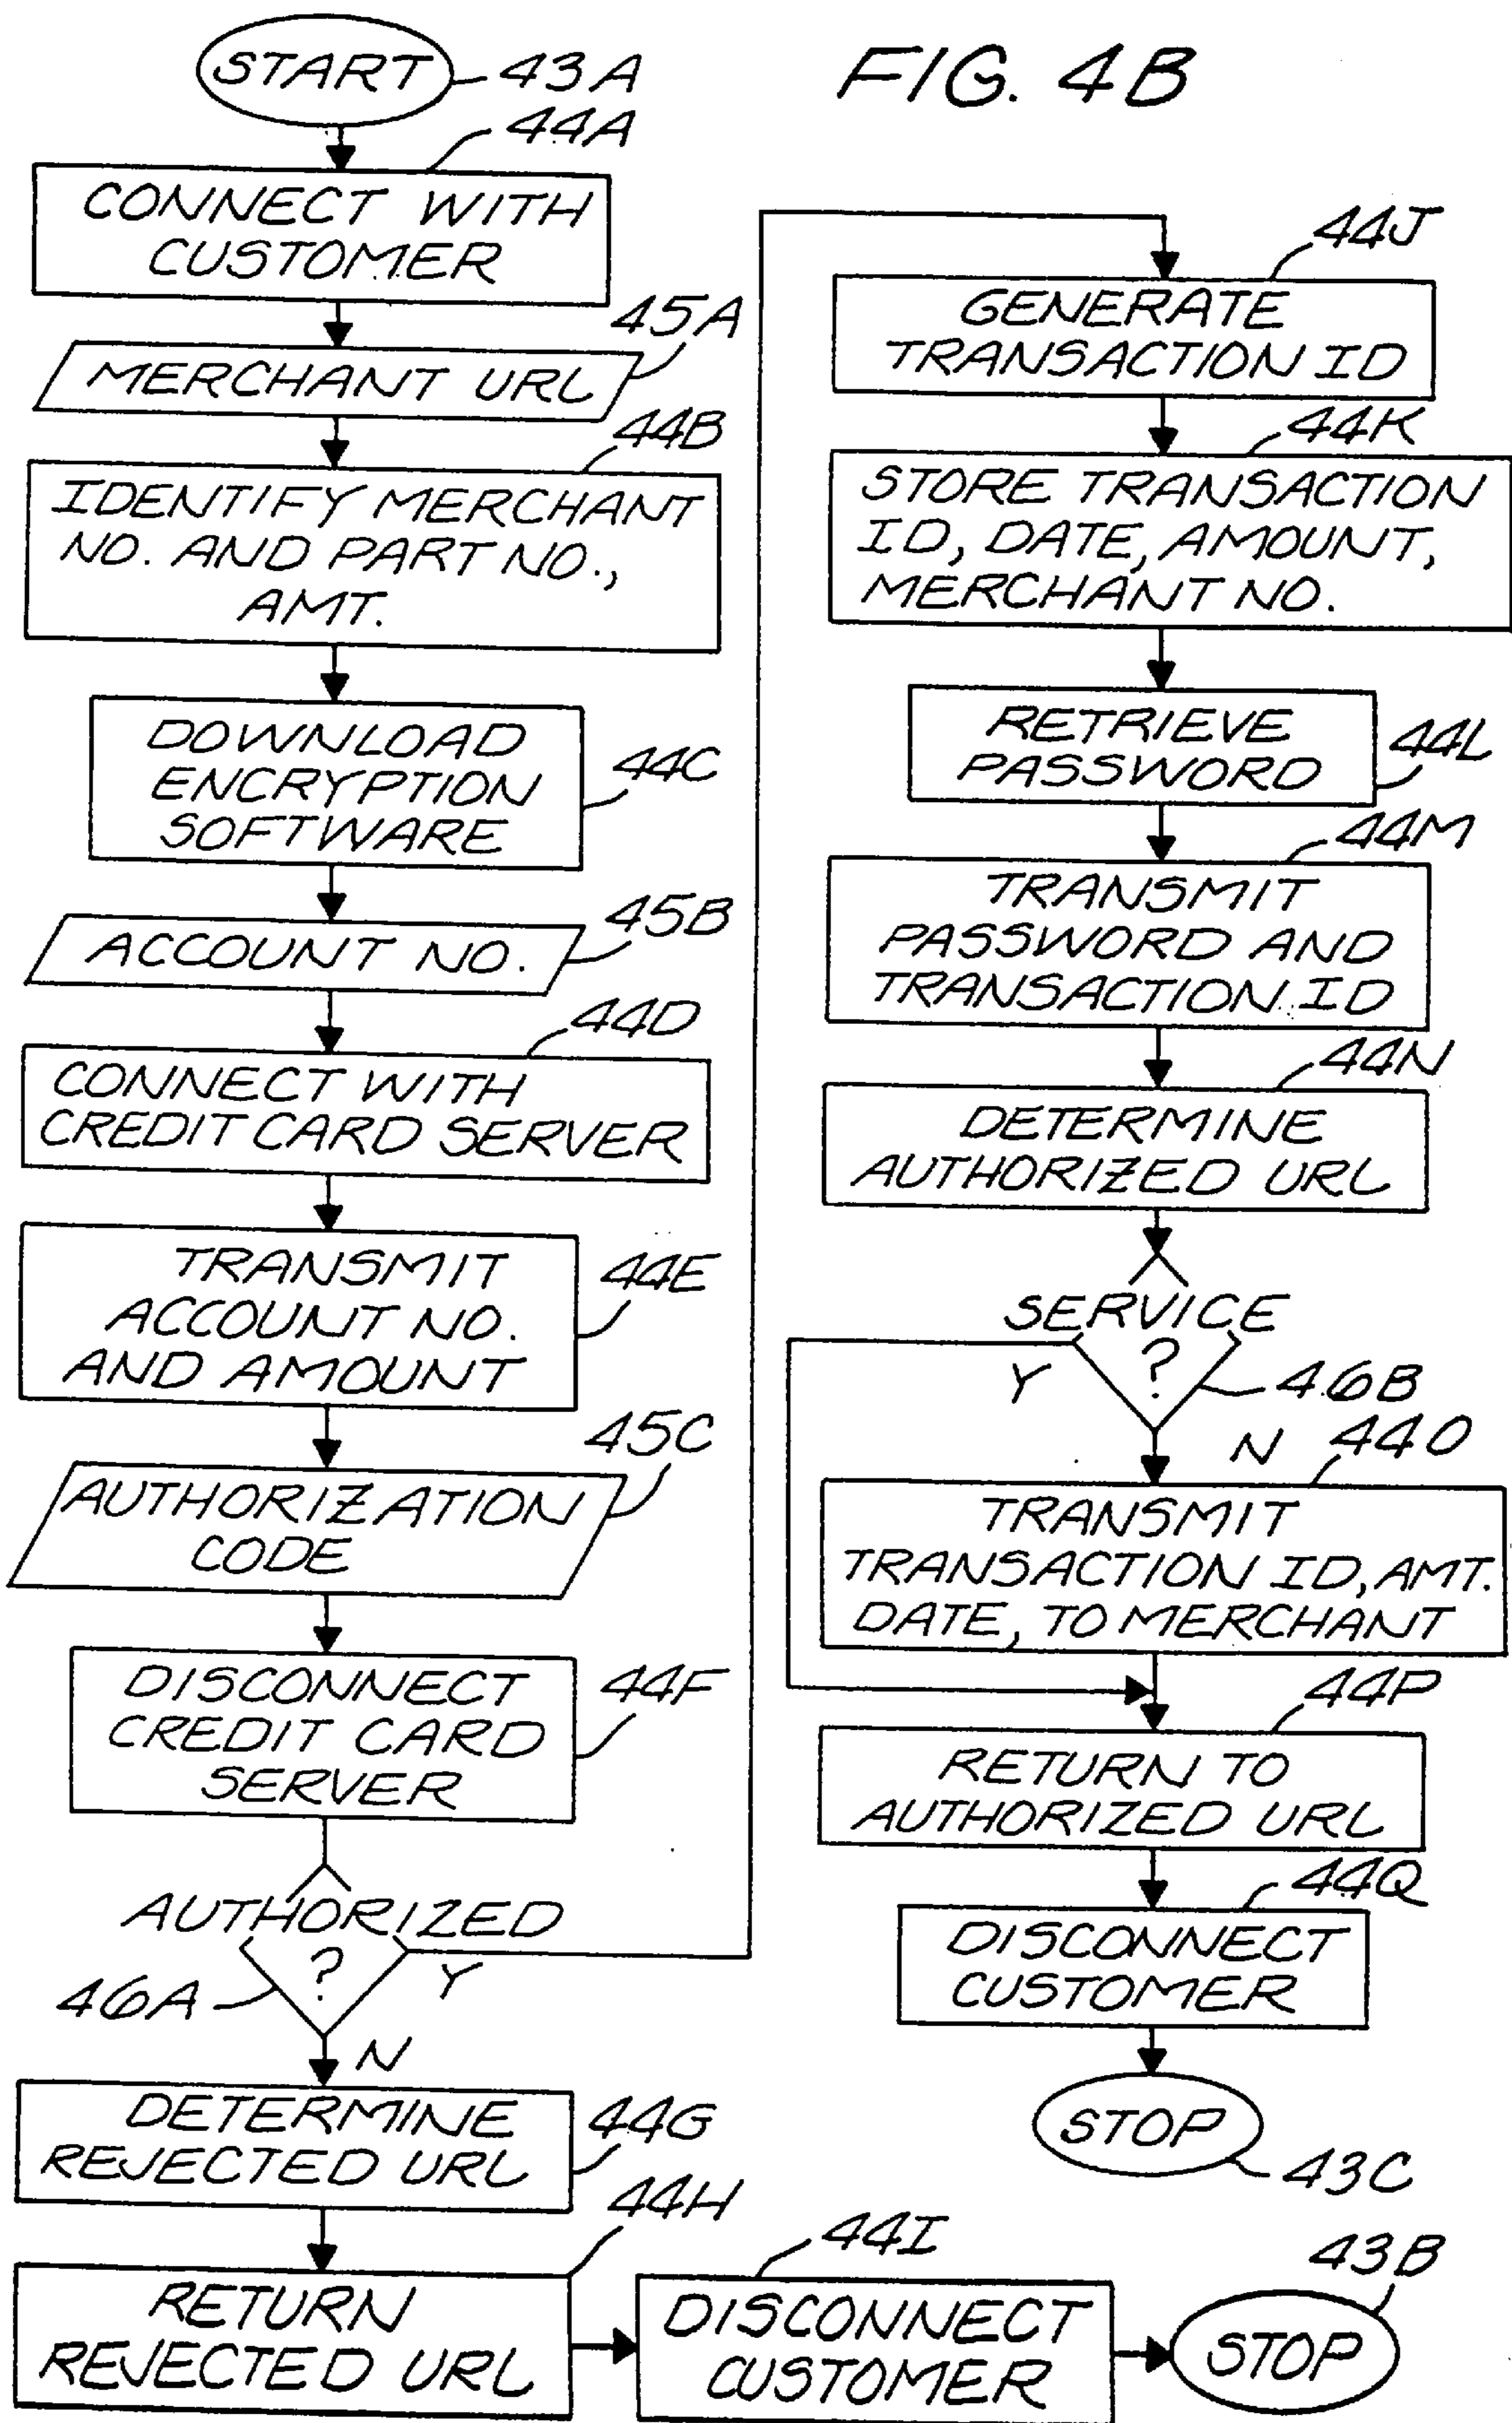 FIG. 4B
START
43A
44A
CONNECT WITH
CUSTOMER
45A
MERCHANT URL
44B
IDENTIFY MERCHANT
NO. AND PART NO.,
AMT.
DOWNLOAD
ENCRYPTION
SOFTWARE
44C
45B
ACCOUNT NO.
44D
CONNECT WITH
CREDIT CARD SERVER
TRANSMIT
ACCOUNT NO.
AND AMOUNT
44E
45C
AUTHORIZATION
CODE
DISCONNECT
CREDIT CARD
SERVER
44F
AUTHORIZED
?
Y
46A
N
DETERMINE
REJECTED URL
44G
44H
RETURN
REJECTED URL
44I
DISCONNECT
CUSTOMER
43B
STOP
44J
GENERATE
TRANSACTION ID
44K
STORE TRANSACTION
ID, DATE, AMOUNT,
MERCHANT NO.
RETRIEVE
PASSWORD
44L
44M
TRANSMIT
PASSWORD AND
TRANSACTION ID
44N
DETERMINE
AUTHORIZED URL
SERVICE
?
Y
46B
N
44O
TRANSMIT
TRANSACTION ID, AMT.
DATE, TO MERCHANT
44P
RETURN TO
AUTHORIZED URL
44Q
DISCONNECT
CUSTOMER
STOP
43C